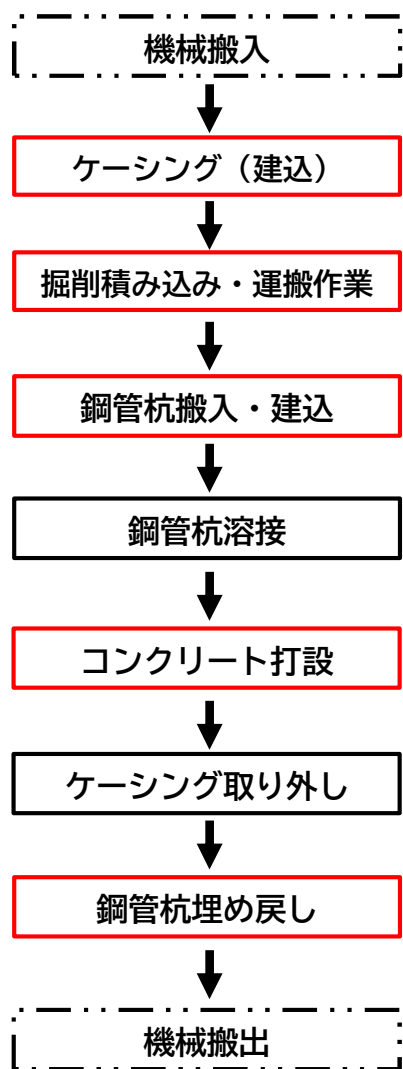 機械搬入
ケーシング（建込）
掘削積み込み・運搬作業
鋼管杭搬入・建込
鋼管杭溶接
コンクリート打設
ケーシング取り外し
鋼管杭埋め戻し
機械搬出